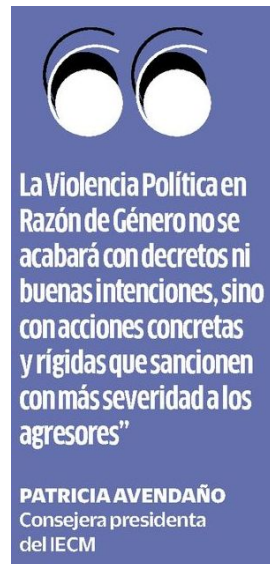 La Violencia Política en
Razón de Género no se
acabará con decretos ni
buenas intenciones, sino
con acciones concretas
y rígidas que sancionen
con más severidad a los
agresores”
PATRICIA AVENDAÑO
Consejera presidenta
del IECM